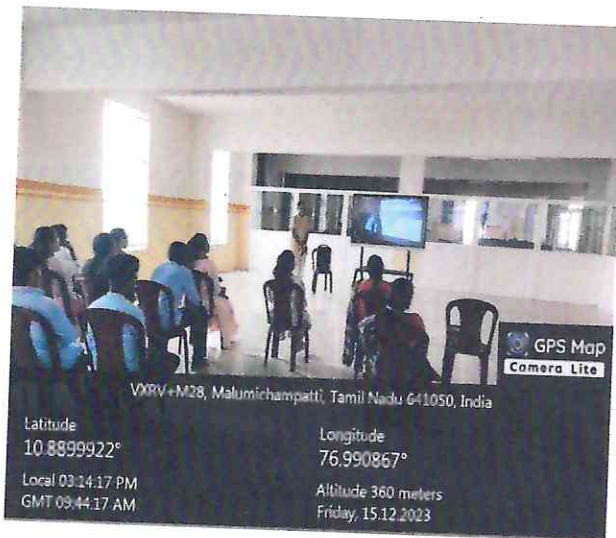 GPS Map
Camera Lite
VXRV+M28, Malumichampatti, Tamil Nadu 641050, India
Latitude
10.8899922°
Longitude
76.990867°
Local 03:14:17 PM
GMT 09:44:17 AM
Altitude 360 meters
Friday, 15.12.2023